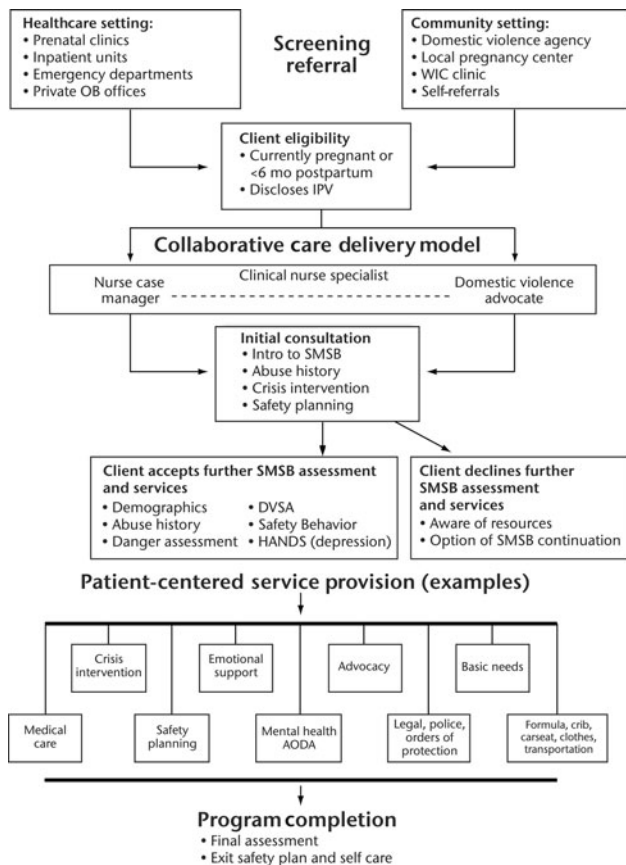 Healthcare setting:
• Prenatal clinics
• Inpatient units
• Emergency departments
• Private OB offices
Screening
referral
Community setting:
• Domestic violence agency
• Local pregnancy center
• WIC clinic
• Self-referrals
Client eligibility
• Currently pregnant or
<6 mo postpartum
• Discloses IPV
Collaborative care delivery model
Clinical nurse specialist
Nurse case
manager
Domestic violence
advocate
Initial consultation
• Intro to SMSB
• Abuse history
• Crisis intervention
• Safety planning
Client accepts further SMSB assessment
and services
• Demographics
• Abuse history
• Danger assessment
• DVSA
• Safety Behavior
• HANDS (depression)
Client declines further
SMSB assessment
and services
• Aware of resources
• Option of SMSB continuation
Patient-centered service provision (examples)
Crisis
intervention
Emotional
support
Advocacy
Basic needs
Medical
care
Safety
planning
Mental health
AODA
Legal, police,
orders of
protection
Formula, crib,
carseat, clothes,
transportation
Program completion
• Final assessment
• Exit safety plan and self care